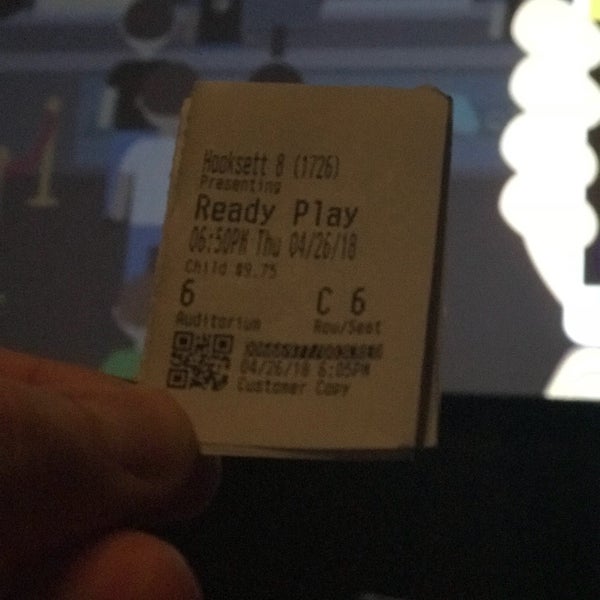 Hooksett 8 (1726)
Presenting
Ready Play
06:50PM Thu 04/26/18
Child $9.75
6 C 6
Auditorium Row/Seat
04/26/18 6:05PM
Customer Copy